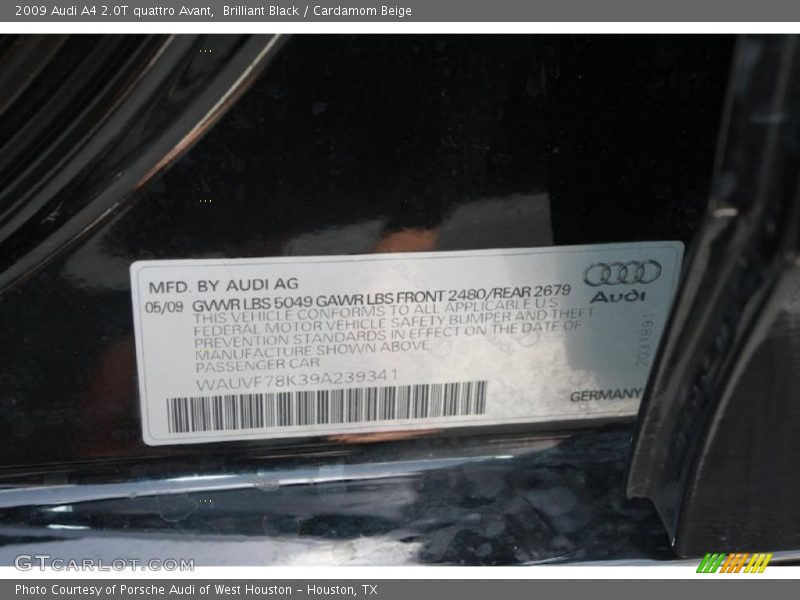 2009 Audi A4 2.0T quattro Avant,  Brilliant Black / Cardamom Beige
MFD. BY AUDI AG
05/09 GVWR LBS 5049 GAWR LBS FRONT 2480/REAR 2679
THIS VEHICLE CONFORMS TO ALL APPLICABLE US
FEDERAL MOTOR VEHICLE SAFETY BUMPER AND THEFT
PREVENTION STANDARDS IN EFFECT ON THE DATE OF
MANUFACTURE SHOWN ABOVE
PASSENGER CAR
WAUVF78K39A239341
Audi
2031891
GERMANY
GTCARLOT.COM
Photo Courtesy of Porsche Audi of West Houston - Houston, TX